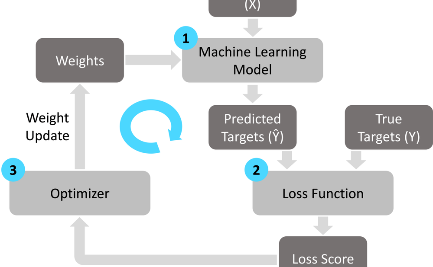 (X)
1
Machine Learning
Model
Weights
Weight
Update
Predicted
Targets (Ŷ)
True
Targets (Y)
3
Optimizer
2
Loss Function
Loss Score